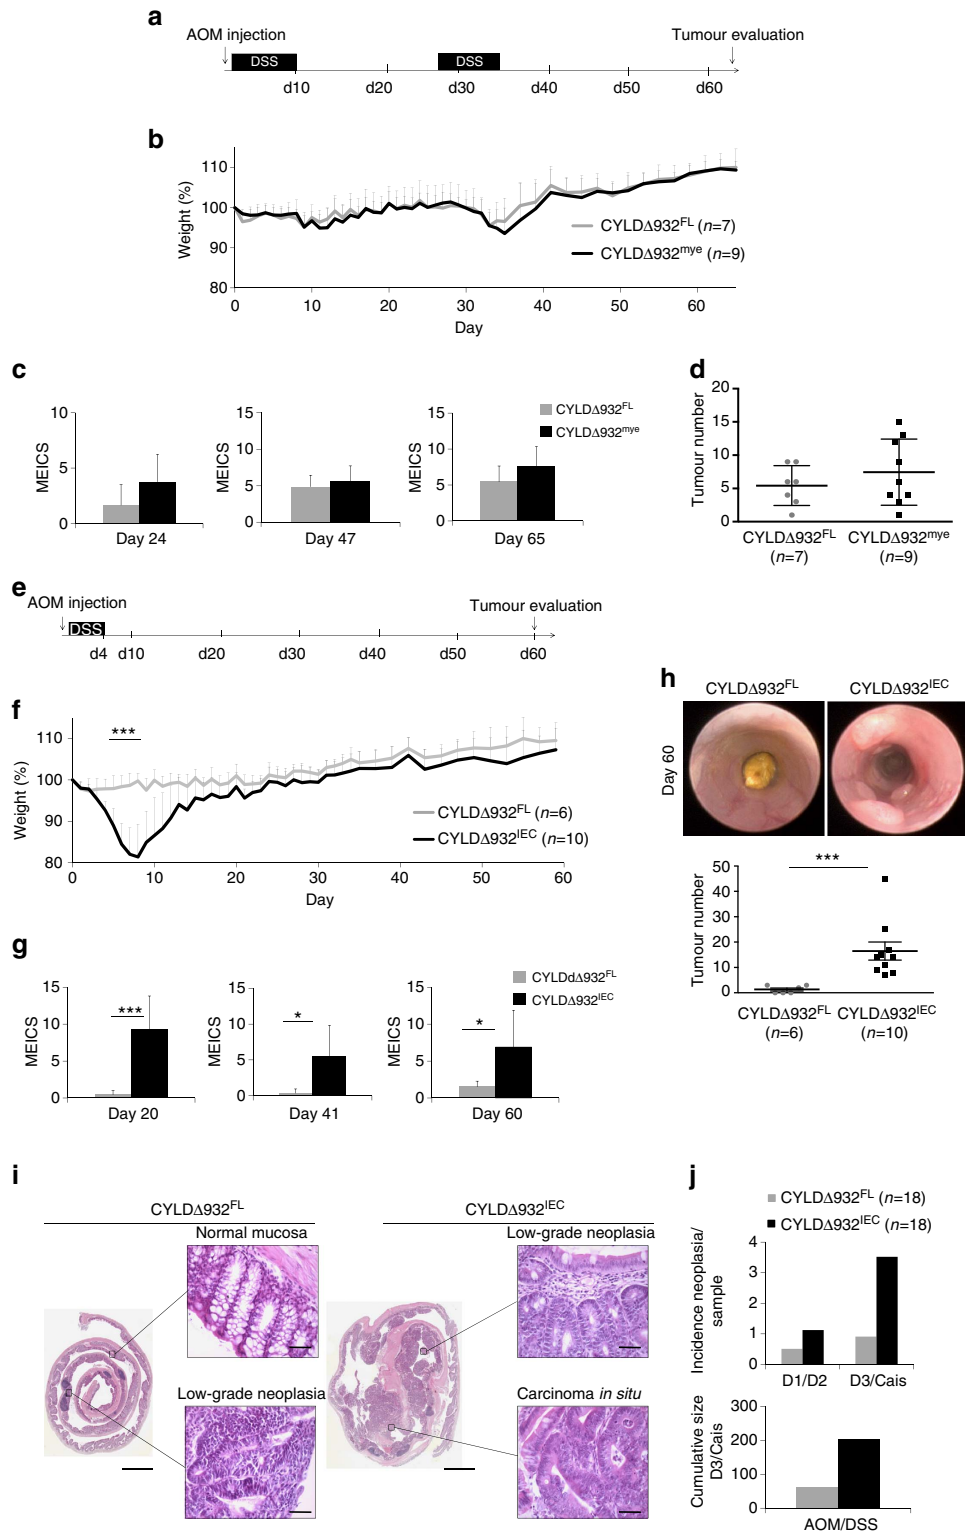 a
AOM injection
Tumour evaluation
DSS
DSS
d10
d20
d30
d40
d50
d60
b
Weight (%)
110
100
90
80
0
10
20
30
40
50
60
Day
CYLDΔ932FL (n=7)
CYLDΔ932mye (n=9)
c
MEICS
10
5
0
Day 24
MEICS
15
10
5
0
Day 47
MEICS
15
10
5
0
Day 65
CYLDΔ932FL
CYLDΔ932mye
d
Tumour number
20
15
10
5
0
CYLDΔ932FL
(n=7)
CYLDΔ932mye
(n=9)
e
AOM injection
Tumour evaluation
DSS
d4
d10
d20
d30
d40
d50
d60
f
***
Weight (%)
110
100
90
80
0
10
20
30
40
50
60
Day
CYLDΔ932FL (n=6)
CYLDΔ932IEC (n=10)
g
MEICS
15
10
5
0
***
Day 20
MEICS
15
10
5
0
*
Day 41
MEICS
15
10
5
0
*
Day 60
CYLDdΔ932FL
CYLDΔ932IEC
h
CYLDΔ932FL
CYLDΔ932IEC
Day 60
***
Tumour number
50
40
30
20
10
0
CYLDΔ932FL
(n=6)
CYLDΔ932IEC
(n=10)
i
CYLDΔ932FL
CYLDΔ932IEC
Normal mucosa
Low-grade neoplasia
Low-grade neoplasia
Carcinoma in situ
j
CYLDΔ932FL (n=18)
CYLDΔ932IEC (n=18)
Incidence neoplasia/
sample
4
3
2
1
0
D1/D2
D3/Cais
Cumulative size
D3/Cais
300
200
100
0
AOM/DSS